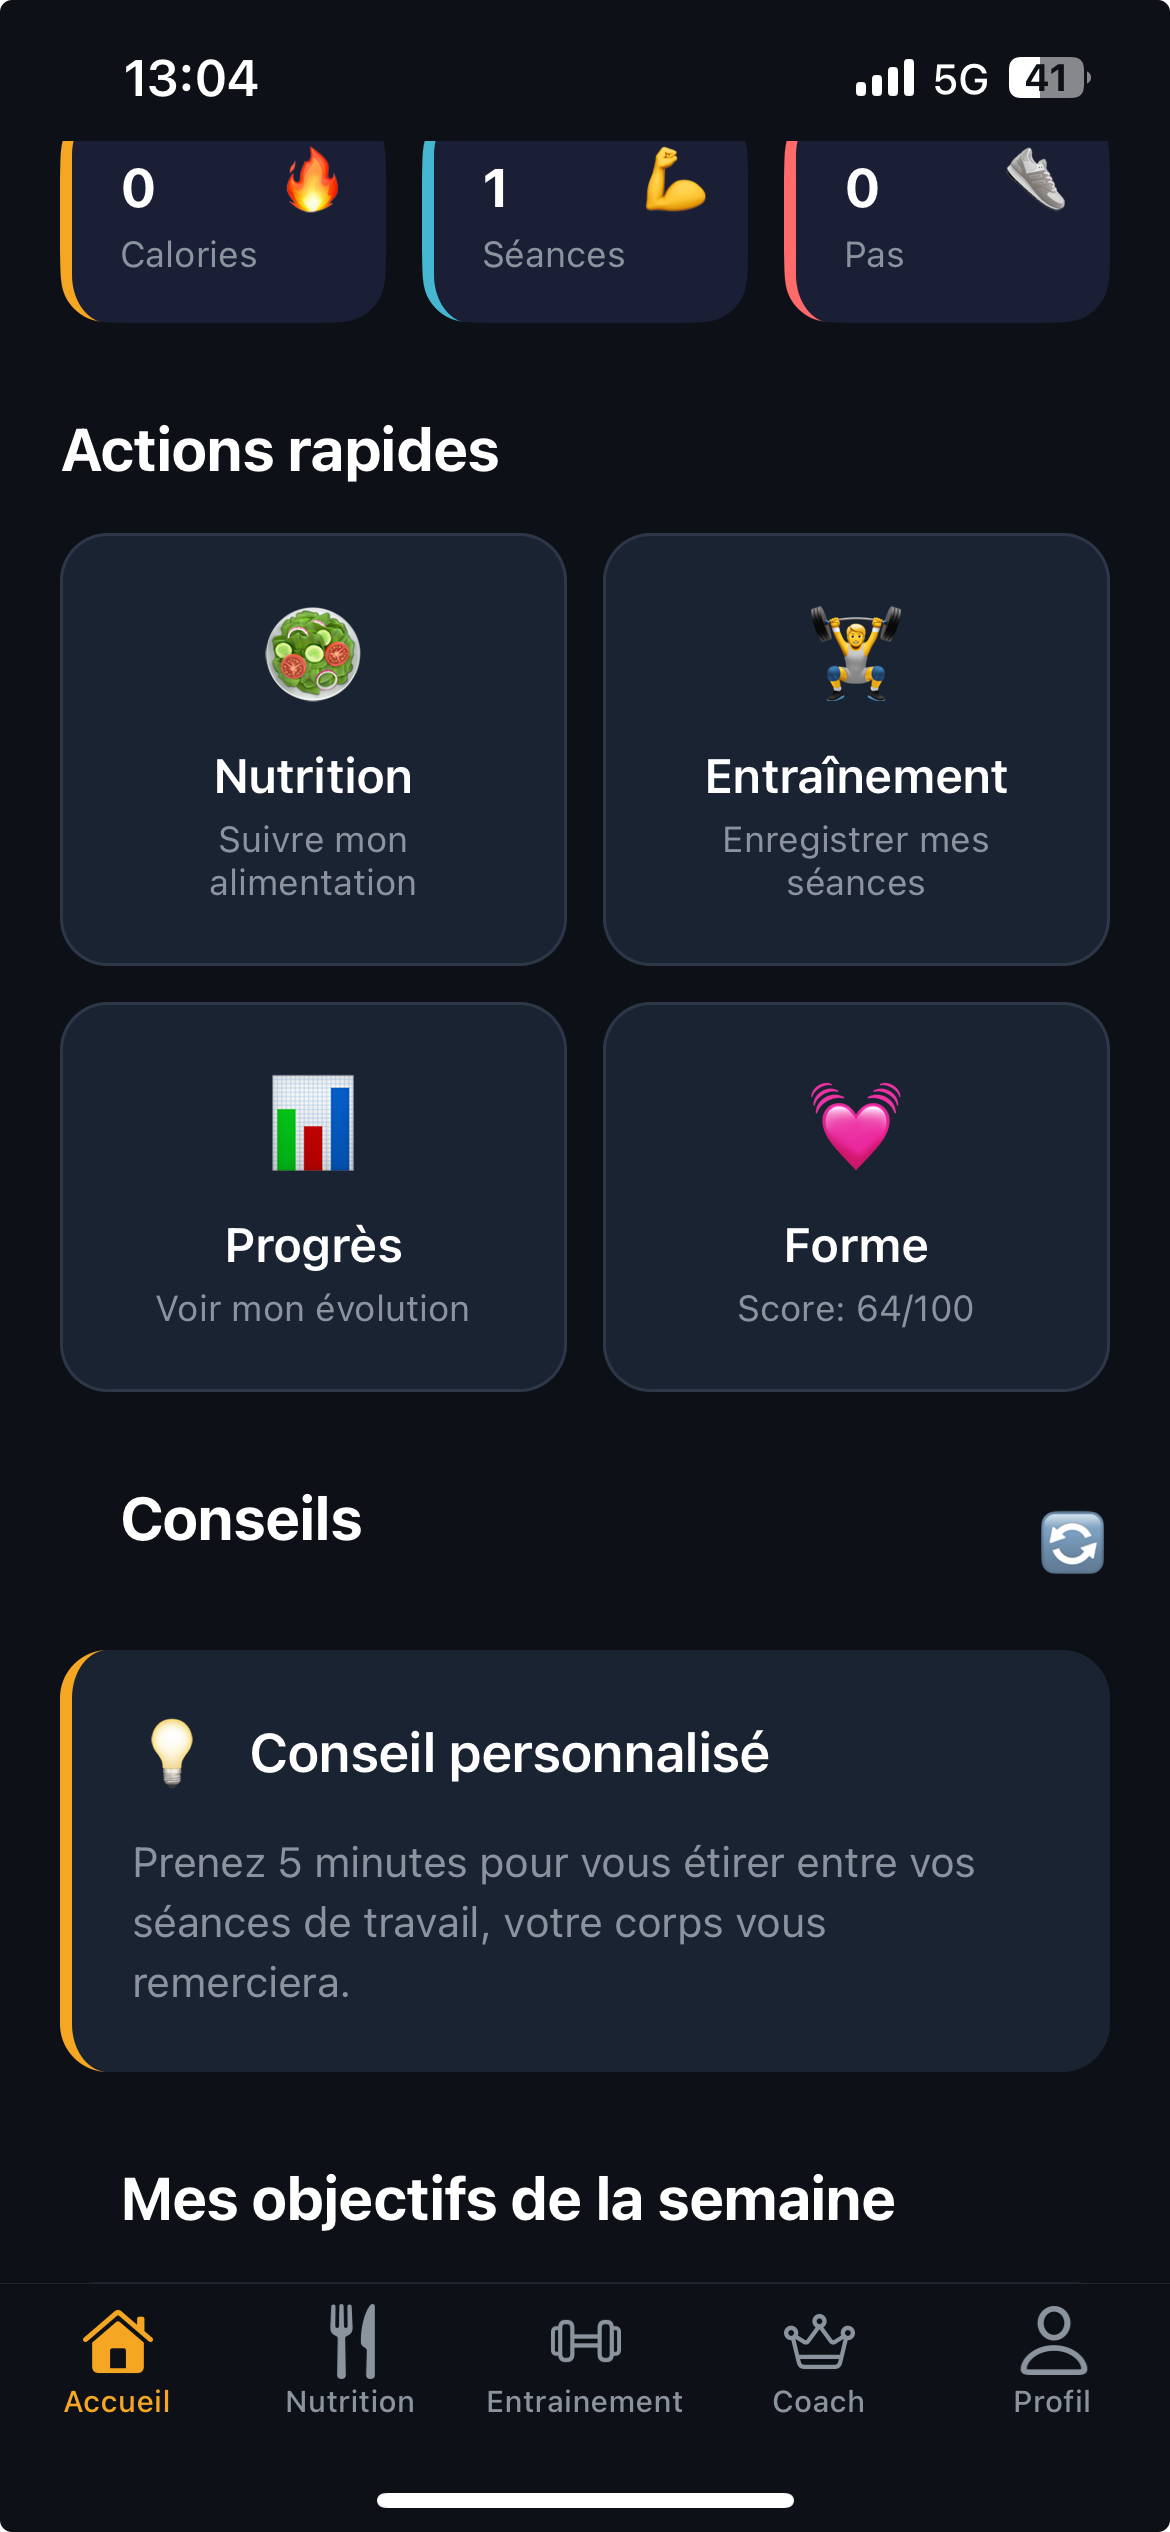 13:04
5G
41
0
Calories
1
Séances
0
Pas
Actions rapides
Nutrition
Suivre mon
alimentation
Entraînement
Enregistrer mes
séances
Progrès
Voir mon évolution
Forme
Score: 64/100
Conseils
Conseil personnalisé
Prenez 5 minutes pour vous étirer entre vos
séances de travail, votre corps vous
remerciera.
Mes objectifs de la semaine
Accueil
Nutrition
Entrainement
Coach
Profil